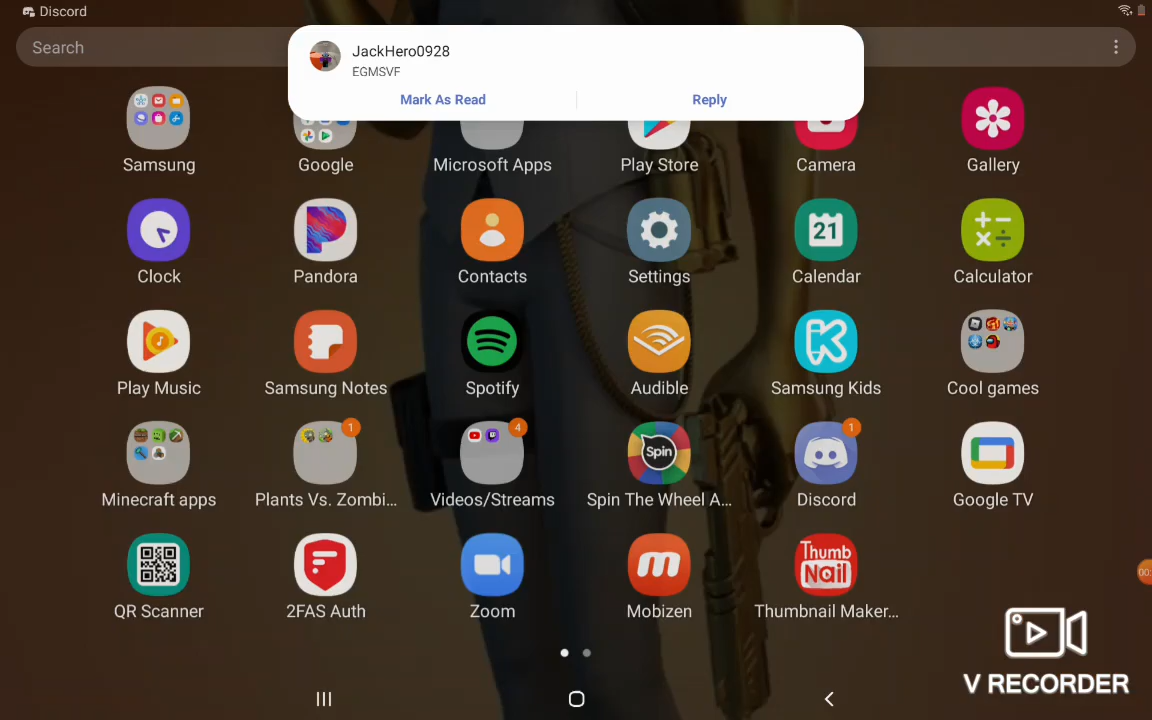 Discord
Search
JackHero0928
EGMSVF
Mark As Read
Reply
Samsung
Google
Microsoft Apps
Play Store
Camera
Gallery
Clock
Pandora
Contacts
Settings
21
Calendar
Calculator
Play Music
Samsung Notes
Spotify
Audible
Samsung Kids
Cool games
Minecraft apps
1
Plants Vs. Zombi...
4
Videos/Streams
Spin
Spin The Wheel A...
1
Discord
Google TV
QR Scanner
2FAS Auth
Zoom
Mobizen
Thumb
Nail
Thumbnail Maker...
00:
V RECORDER